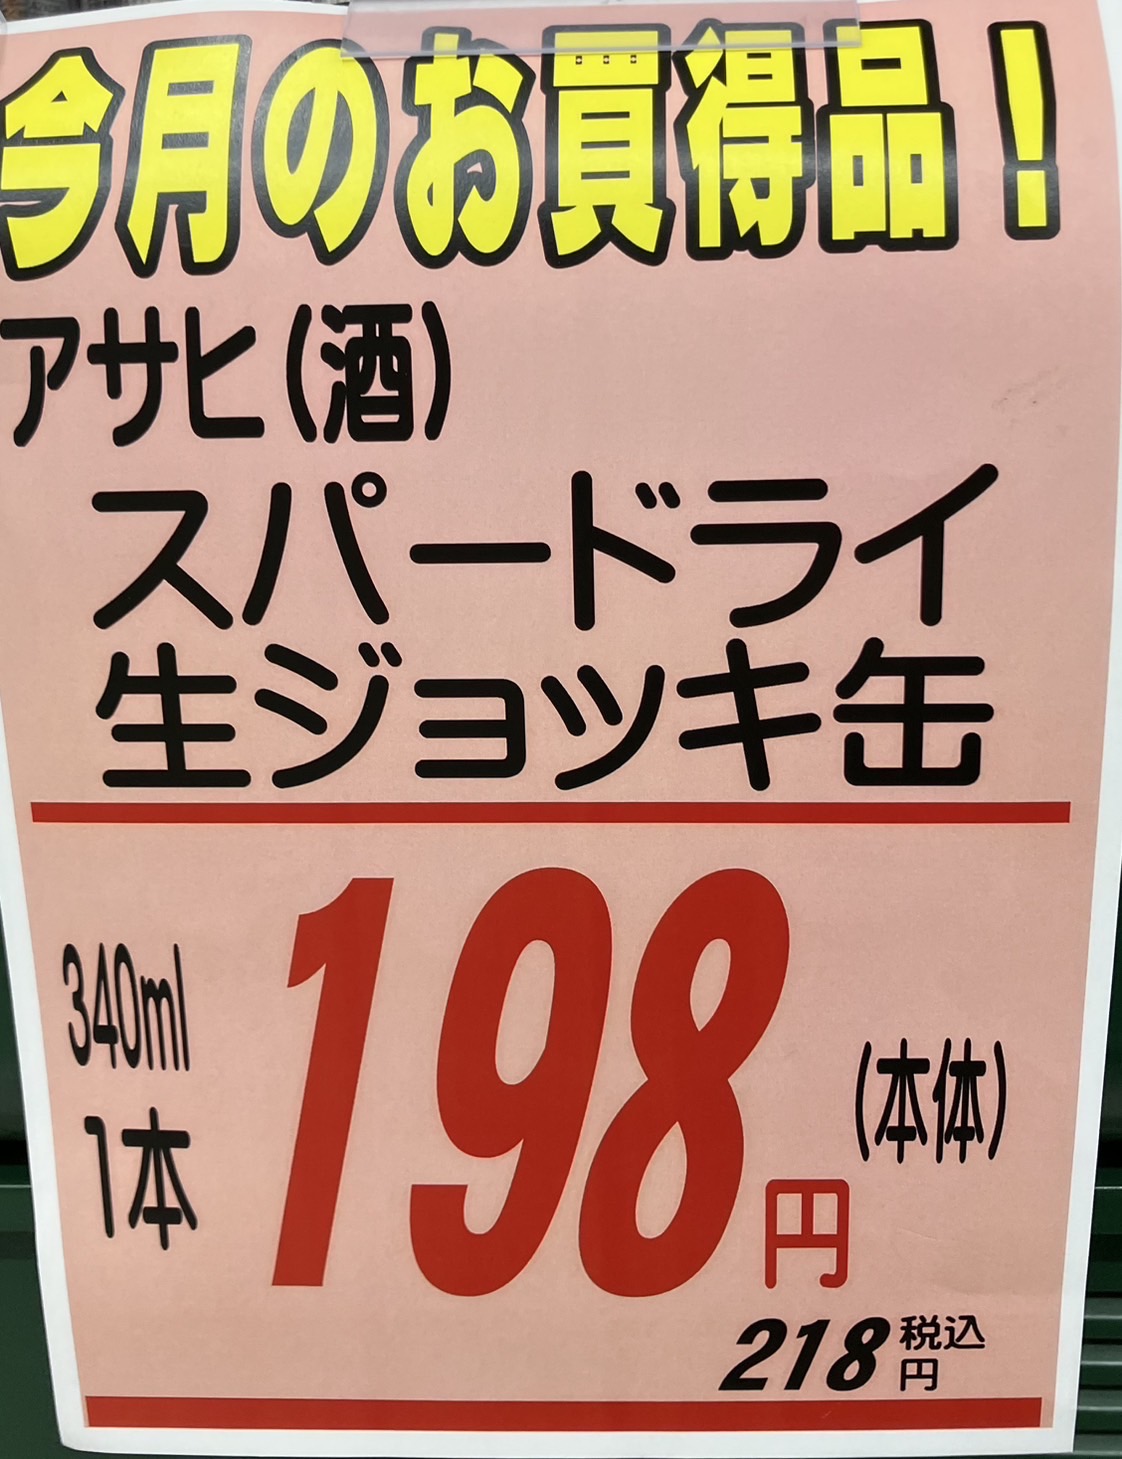 今月のお買得品！
アサヒ（酒）
スパードライ
生ジョッキ缶
340ml
1本
198円
（本体）
218円
税込